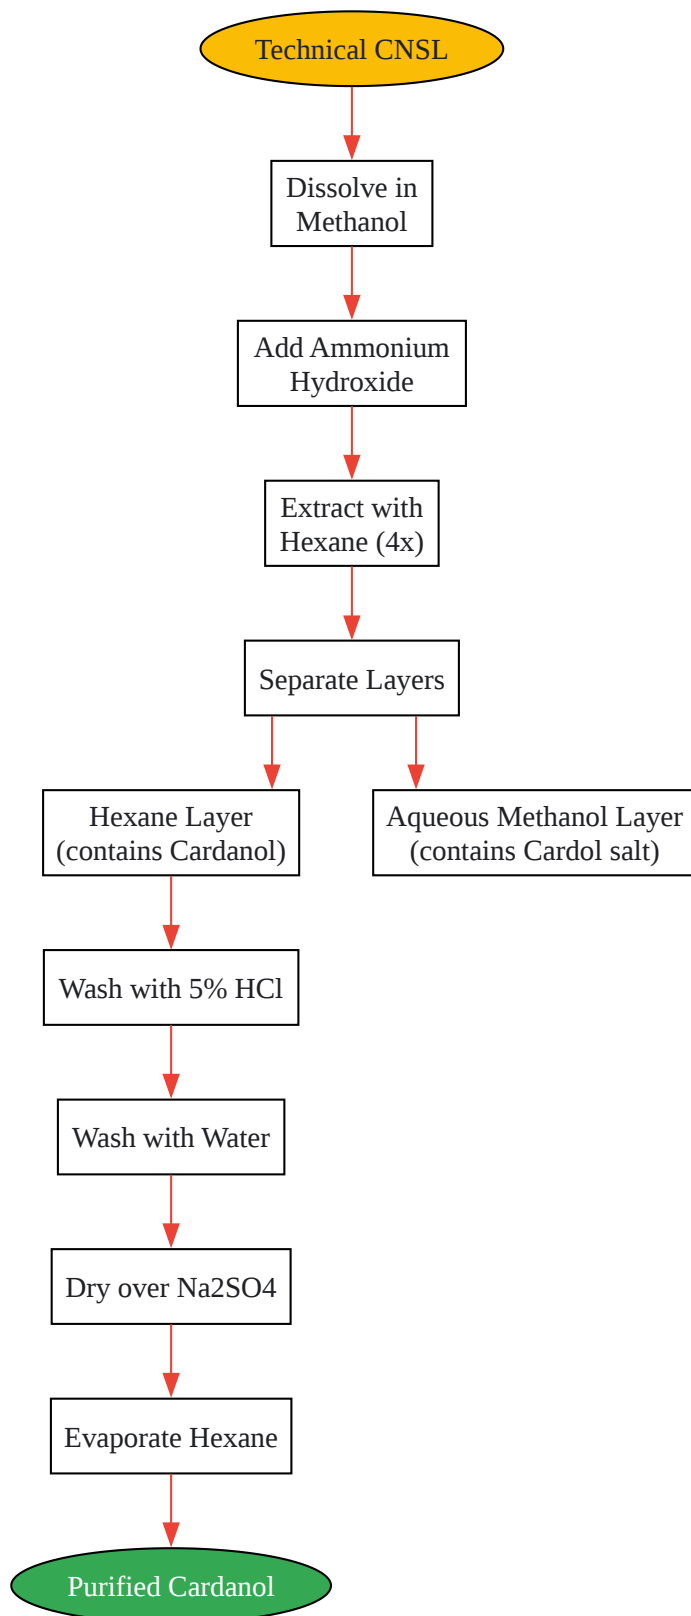 Technical CNSL
Dissolve in
Methanol
Add Ammonium
Hydroxide
Extract with
Hexane (4x)
Separate Layers
Hexane Layer
(contains Cardanol)
Aqueous Methanol Layer
(contains Cardol salt)
Wash with 5% HCl
Wash with Water
Dry over Na2SO4
Evaporate Hexane
Purified Cardanol